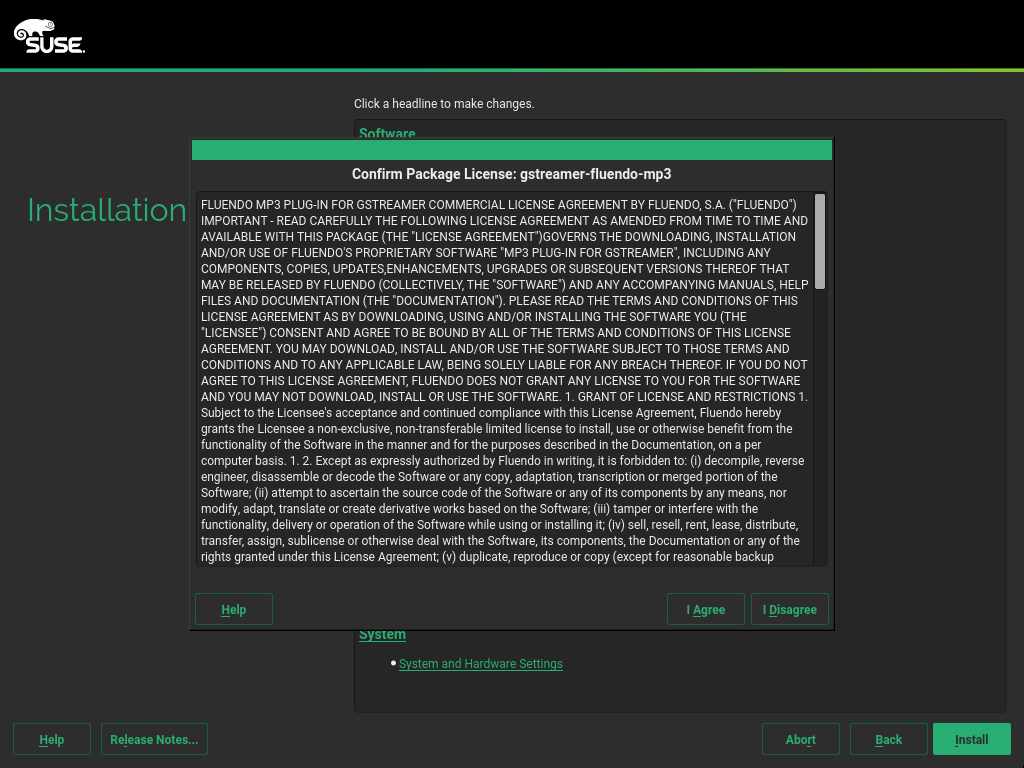 SUSE.
Click a headline to make changes.
Software
Confirm Package License: gstreamer-fluendo-mp3
Installation
FLUENDO MP3 PLUG-IN FOR GSTREAMER COMMERCIAL LICENSE AGREEMENT BY FLUENDO, S.A. ("FLUENDO")
IMPORTANT - READ CAREFULLY THE FOLLOWING LICENSE AGREEMENT AS AMENDED FROM TIME TO TIME AND
AVAILABLE WITH THIS PACKAGE (THE "LICENSE AGREEMENT")GOVERNS THE DOWNLOADING, INSTALLATION
AND/OR USE OF FLUENDO'S PROPRIETARY SOFTWARE "MP3 PLUG-IN FOR GSTREAMER", INCLUDING ANY
COMPONENTS, COPIES, UPDATES,ENHANCEMENTS, UPGRADES OR SUBSEQUENT VERSIONS THEREOF THAT
MAY BE RELEASED BY FLUENDO (COLLECTIVELY, THE "SOFTWARE") AND ANY ACCOMPANYING MANUALS, HELP
FILES AND DOCUMENTATION (THE "DOCUMENTATION"). PLEASE READ THE TERMS AND CONDITIONS OF THIS
LICENSE AGREEMENT AS BY DOWNLOADING, USING AND/OR INSTALLING THE SOFTWARE YOU (THE
"LICENSEE") CONSENT AND AGREE TO BE BOUND BY ALL OF THE TERMS AND CONDITIONS OF THIS LICENSE
AGREEMENT. YOU MAY DOWNLOAD, INSTALL AND/OR USE THE SOFTWARE SUBJECT TO THOSE TERMS AND
CONDITIONS AND TO ANY APPLICABLE LAW, BEING SOLELY LIABLE FOR ANY BREACH THEREOF. IF YOU DO NOT
AGREE TO THIS LICENSE AGREEMENT, FLUENDO DOES NOT GRANT ANY LICENSE TO YOU FOR THE SOFTWARE
AND YOU MAY NOT DOWNLOAD, INSTALL OR USE THE SOFTWARE. 1. GRANT OF LICENSE AND RESTRICTIONS 1.
Subject to the Licensee's acceptance and continued compliance with this License Agreement, Fluendo hereby
grants the Licensee a non-exclusive, non-transferable limited license to install, use or otherwise benefit from the
functionality of the Software in the manner and for the purposes described in the Documentation, on a per
computer basis. 1. 2. Except as expressly authorized by Fluendo in writing, it is forbidden to: (i) decompile, reverse
engineer, disassemble or decode the Software or any copy, adaptation, transcription or merged portion of the
Software; (ii) attempt to ascertain the source code of the Software or any of its components by any means, nor
modify, adapt, translate or create derivative works based on the Software; (iii) tamper or interfere with the
functionality, delivery or operation of the Software while using or installing it; (iv) sell, resell, rent, lease, distribute,
transfer, assign, sublicense or otherwise deal with the Software, its components, the Documentation or any of the
rights granted under this License Agreement; (v) duplicate, reproduce or copy (except for reasonable backup
Help
I Agree
I Disagree
System
• System and Hardware Settings
Help
Release Notes...
Abort
Back
Install